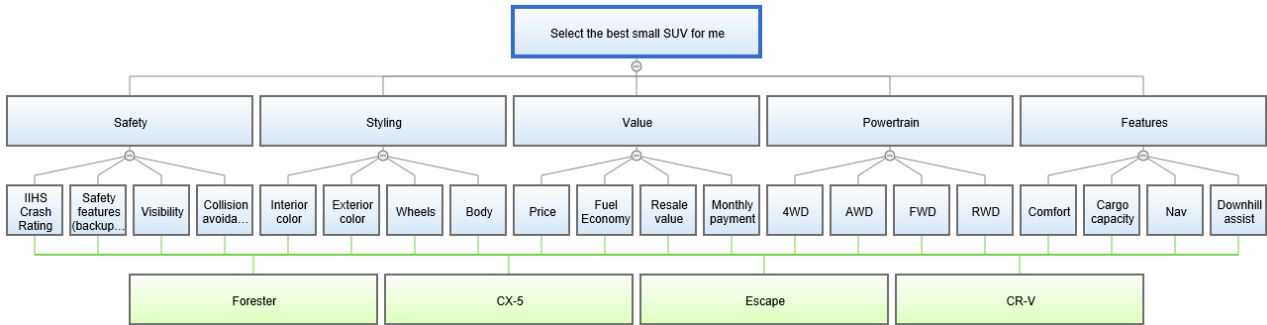 Select the best small SUV for me
Safety
Styling
Value
Powertrain
Features
IIHS
Crash
Rating
Safety
features
(backup...
Visibility
Collision
avoida...
Interior
color
Exterior
color
Wheels
Body
Price
Fuel
Economy
Resale
value
Monthly
payment
4WD
AWD
FWD
RWD
Comfort
Cargo
capacity
Nav
Downhill
assist
Forester
CX-5
Escape
CR-V